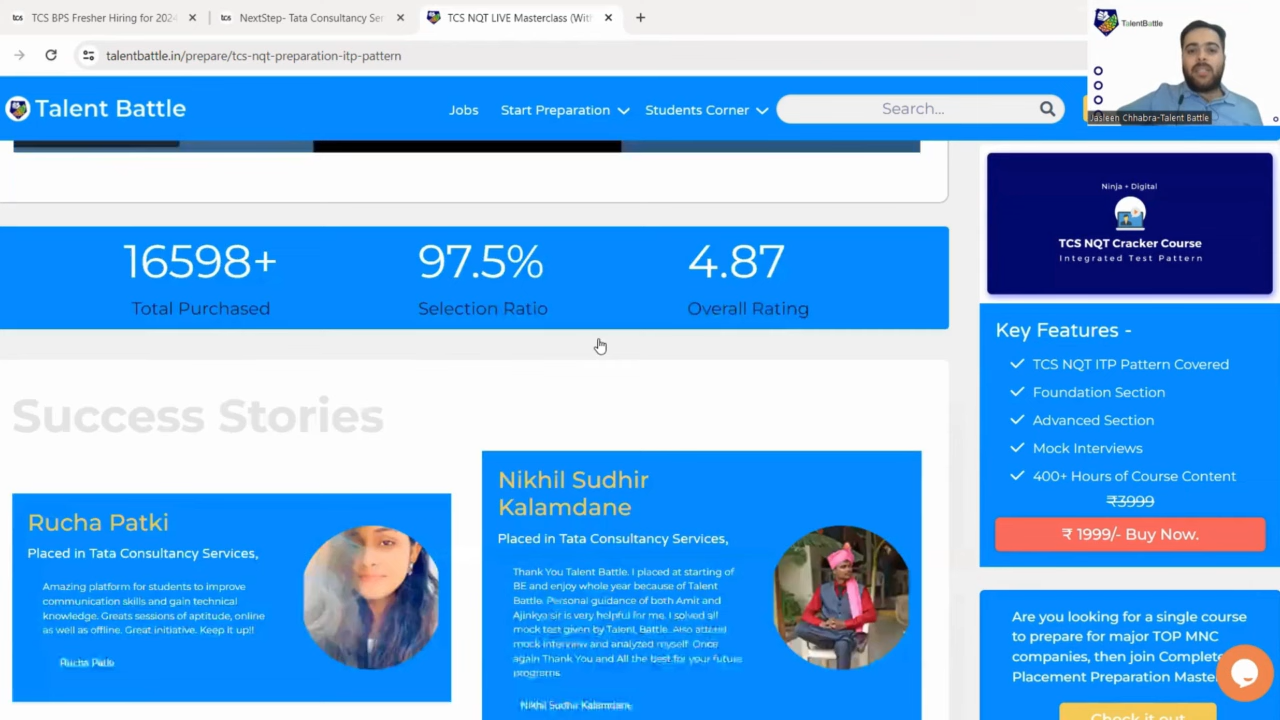 TCS BPS Fresher Hiring for 2024
NextStep- Tata Consultancy Ser
TCS NQT LIVE Masterclass (With
talentbattle.in/prepare/tcs-nqt-preparation-itp-pattern
TalentBattle
Jasleen Chhabra-Talent Battle
Talent Battle
Jobs
Start Preparation
Students Corner
Search...
16598+
97.5%
4.87
Total Purchased
Selection Ratio
Overall Rating
Ninja + Digital
TCS NQT Cracker Course
Integrated Test Pattern
Key Features -
TCS NQT ITP Pattern Covered
Foundation Section
Advanced Section
Mock Interviews
400+ Hours of Course Content
₹3999
₹ 1999/- Buy Now.
Success Stories
Rucha Patki
Placed in Tata Consultancy Services,
Amazing platform for students to improve
communication skills and gain technical
knowledge. Greats sessions of aptitude, online
as well as offline. Great initiative. Keep it up!!
Rucha Patki
Nikhil Sudhir
Kalamdane
Placed in Tata Consultancy Services,
Thank You Talent Battle. I placed at starting of
BE and enjoy whole year because of Talent
Battle. Personal guidance of both Amit and
Ajinkya sir is very helpful for me. I solved all
mock test given by Talent Battle. Also attend
mock interview and analyzed myself. Once
again Thank You and All the best for your future
programs.
Nikhil Sudhir Kalamdane
Are you looking for a single course
to prepare for major TOP MNC
companies, then join Complete
Placement Preparation Master
Check it out